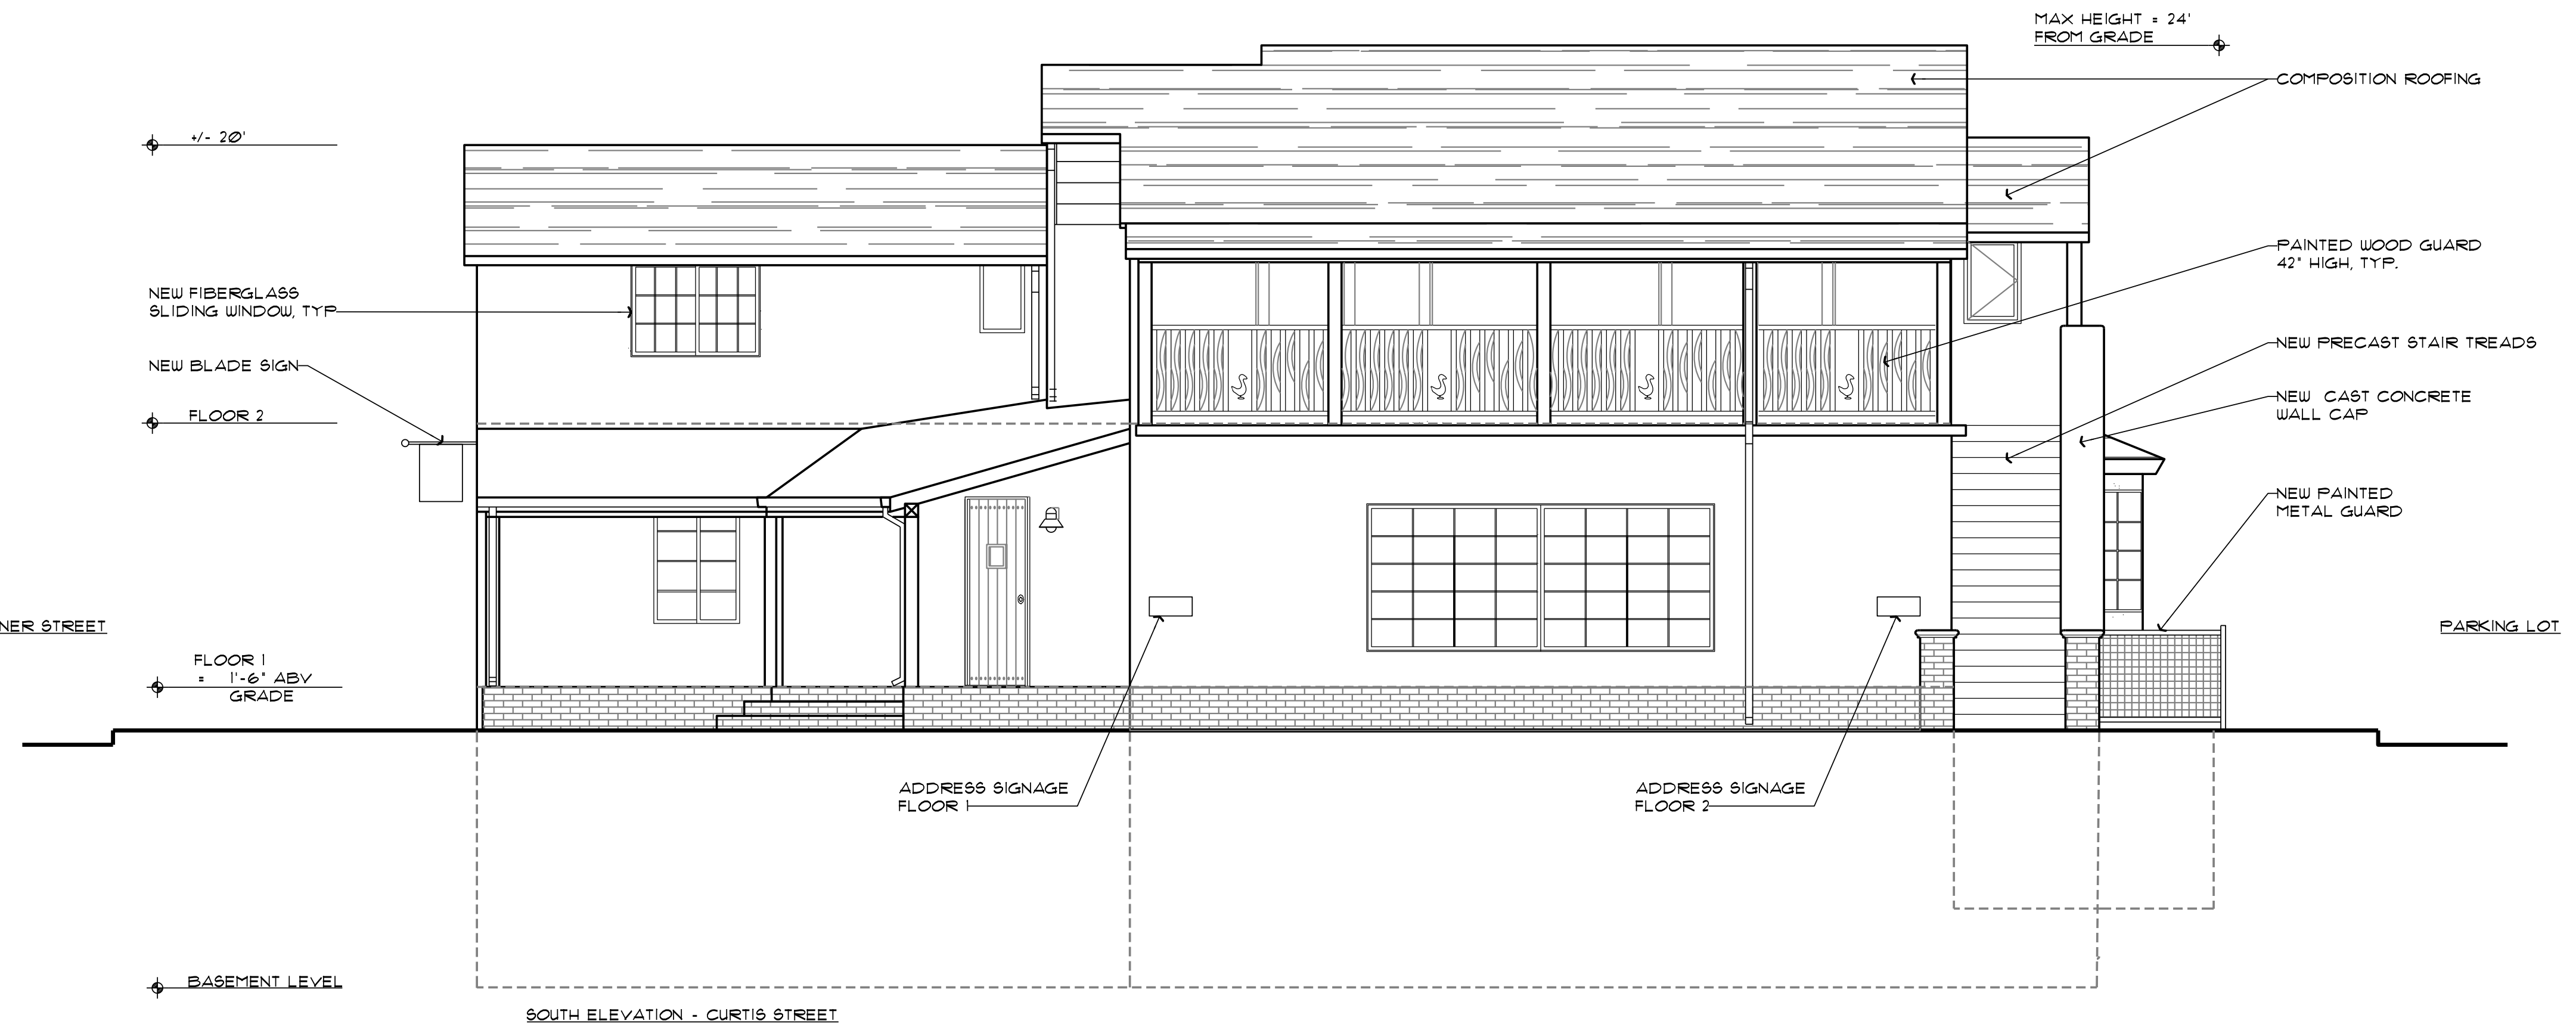 MAX HEIGHT = 24'
FROM GRADE
COMPOSITION ROOFING
+/- 20'
PAINTED WOOD GUARD
42" HIGH, TYP.
NEW FIBERGLASS
SLIDING WINDOW, TYP
NEW PRECAST STAIR TREADS
NEW BLADE SIGN
NEW CAST CONCRETE
WALL CAP
FLOOR 2
NEW PAINTED
METAL GUARD
NER STREET
PARKING LOT
FLOOR 1
= 1'-6" ABV
GRADE
ADDRESS SIGNAGE
FLOOR 1
ADDRESS SIGNAGE
FLOOR 2
BASEMENT LEVEL
SOUTH ELEVATION - CURTIS STREET